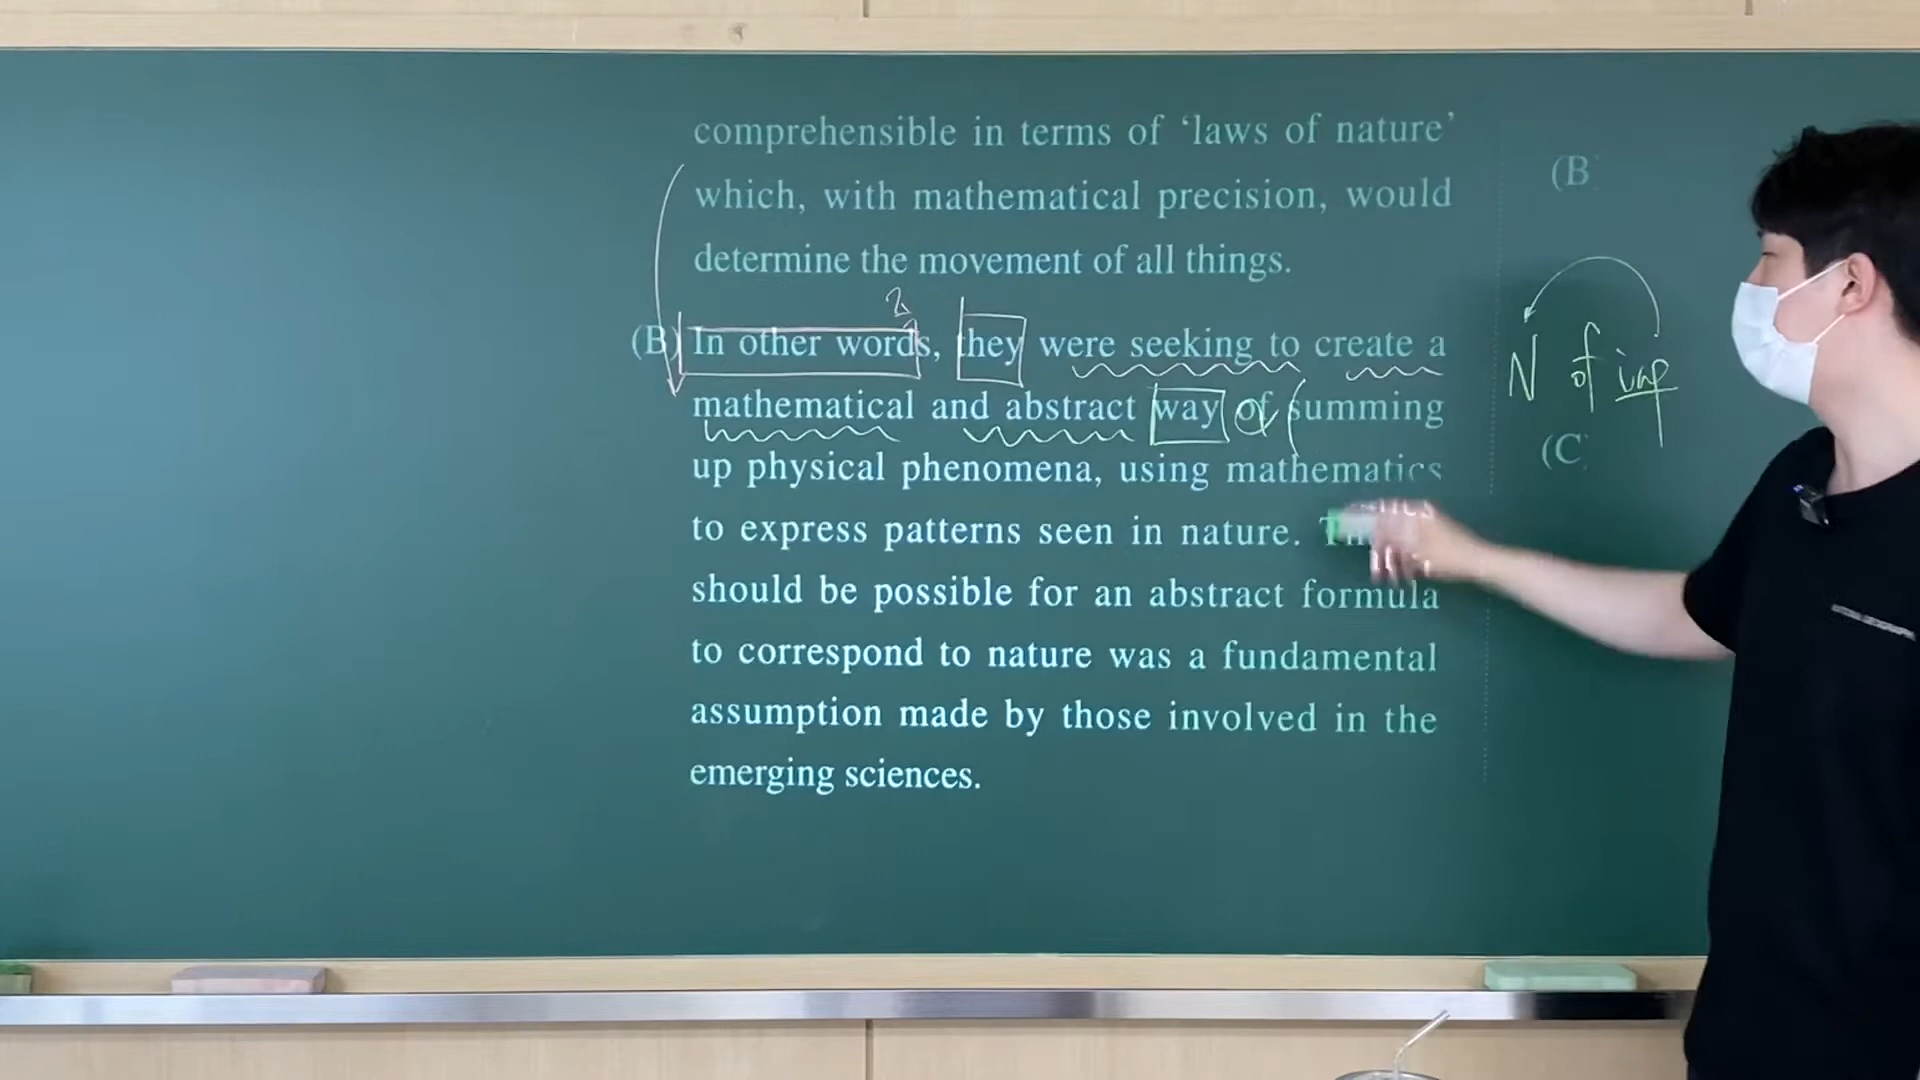 comprehensible in terms of ‘laws of nature’
which, with mathematical precision, would
determine the movement of all things.
(B) In other words, they were seeking to create a
mathematical and abstract way of summing
up physical phenomena, using mathematics
to express patterns seen in nature.
should be possible for an abstract formula
to correspond to nature was a fundamental
assumption made by those involved in the
emerging sciences.
2
(B
N of
(C